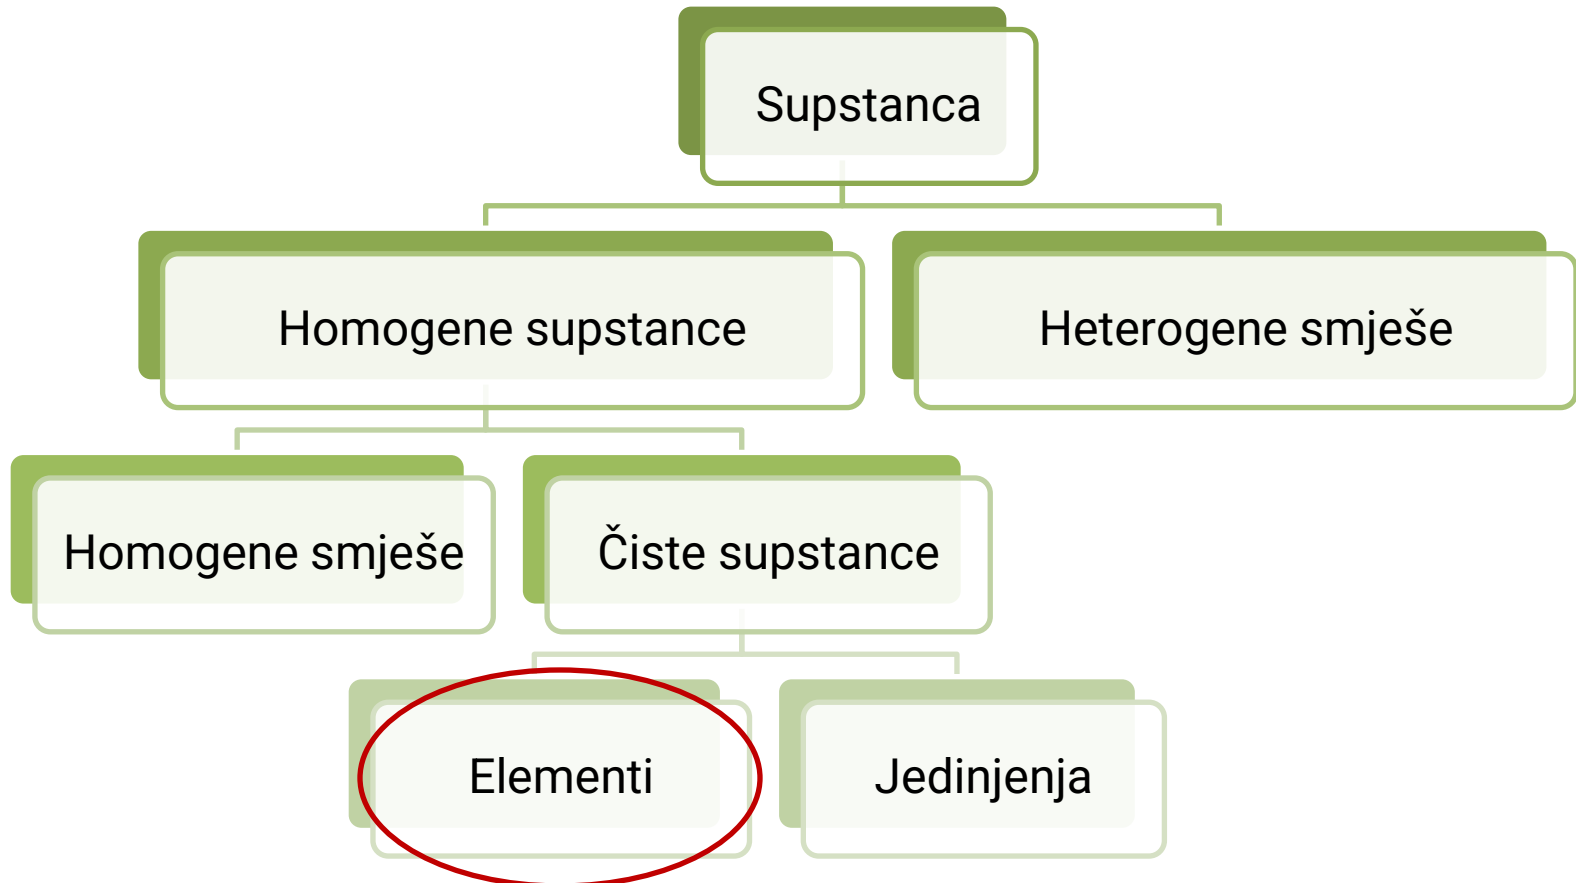 Supstanca
Homogene supstance
Heterogene smješe
Homogene smješe
Čiste supstance
Elementi
Jedinjenja